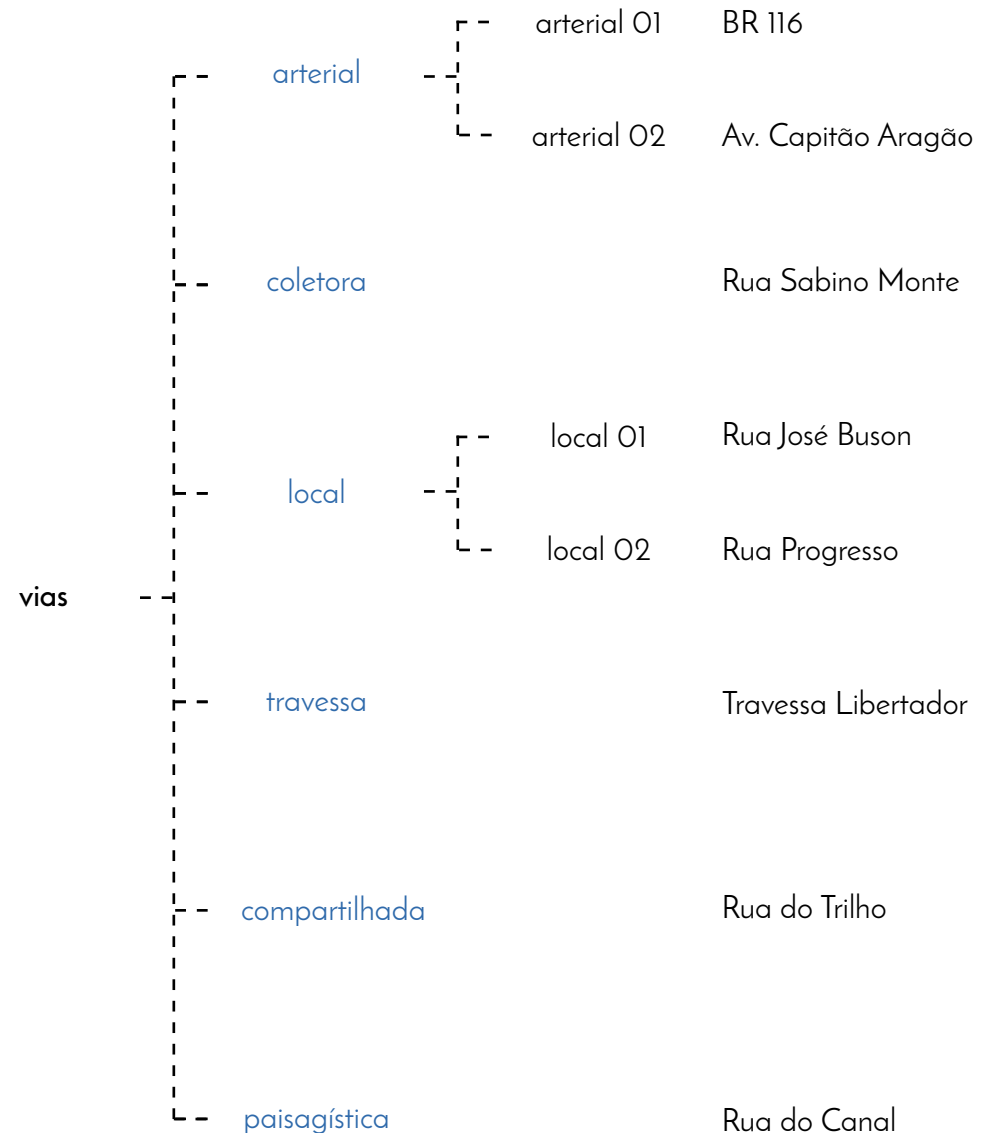 arterial 01 BR 116
arterial
arterial 02 Av. Capitão Aragão
coletora Rua Sabino Monte
local 01 Rua José Buson
local
local 02 Rua Progresso
vias
travessa Travessa Libertador
compartilhada Rua do Trilho
paisagística Rua do Canal